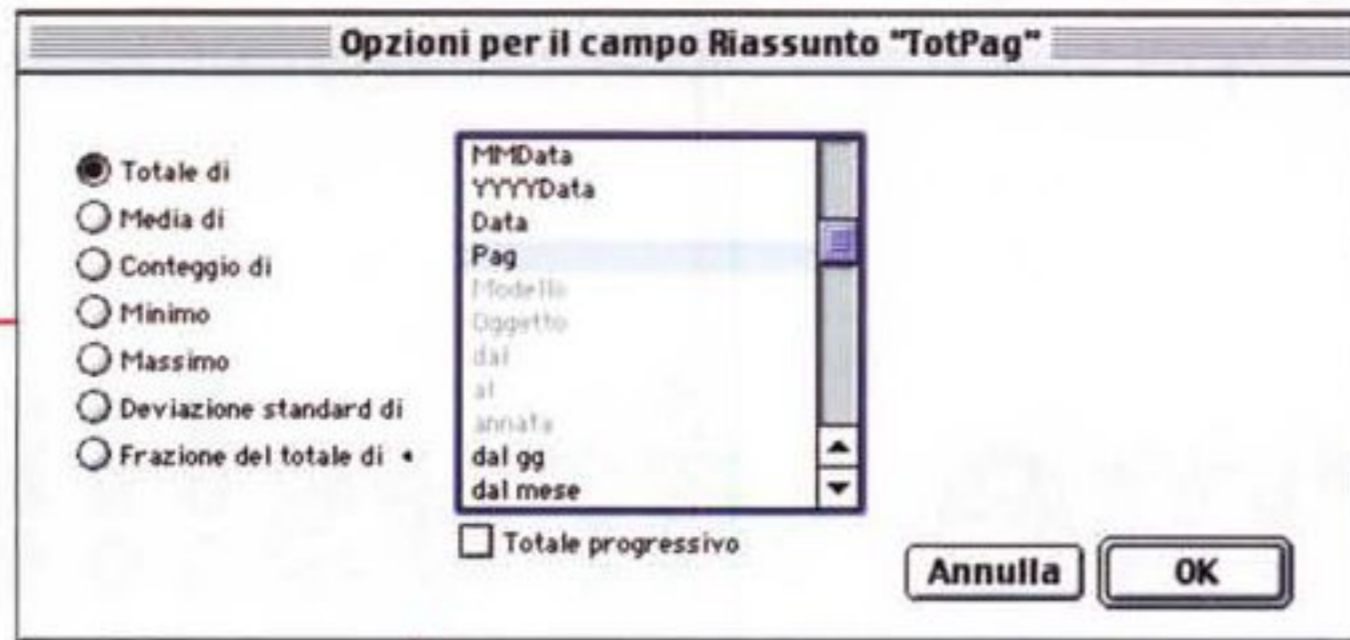 Opzioni per il campo Riassunto "TotPag"
Totale di
Media di
Conteggio di
Minimo
Massimo
Deviazione standard di
Frazione del totale di
MMData
YYYYData
Data
Pag
Modello
Oggetto
dal
al
annata
dal gg
dal mese
Totale progressivo
Annulla
OK